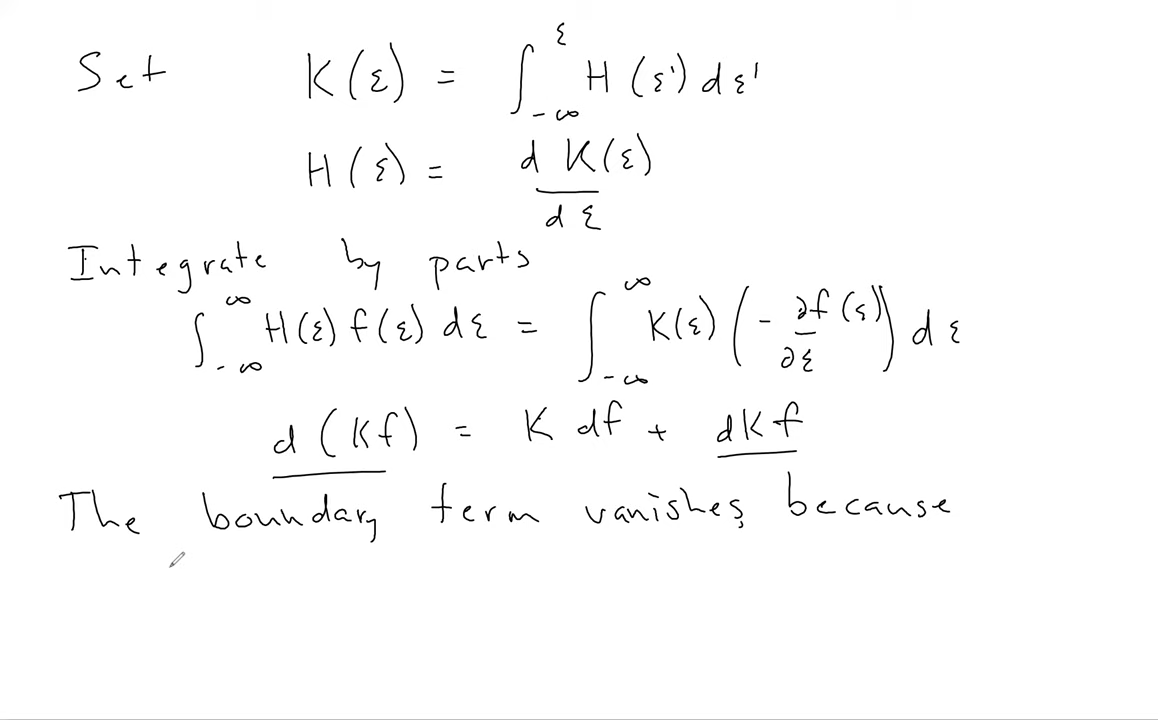 Set K(ε) = ∫_{-∞}^{ε} H(ε') dε'
H(ε) = dK(ε)/dε
Integrate by parts
∫_{-∞}^{∞} H(ε) f(ε) dε = ∫_{-∞}^{∞} K(ε) (- ∂f(ε)/∂ε) dε
d(Kf) = K df + dK f
The boundary term vanishes, because